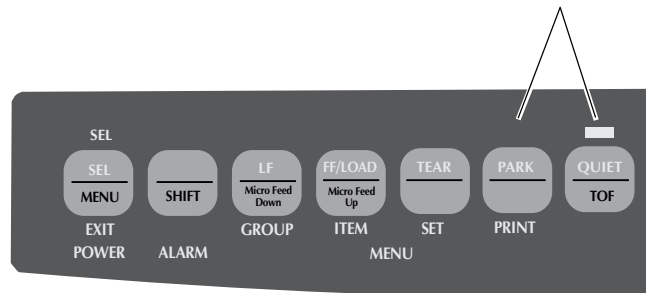 SEL
SEL
MENU
SHIFT
LF
Micro Feed
Down
FF/LOAD
Micro Feed
Up
TEAR
PARK
QUIET
TOF
EXIT
GROUP
ITEM
SET
PRINT
POWER
ALARM
MENU